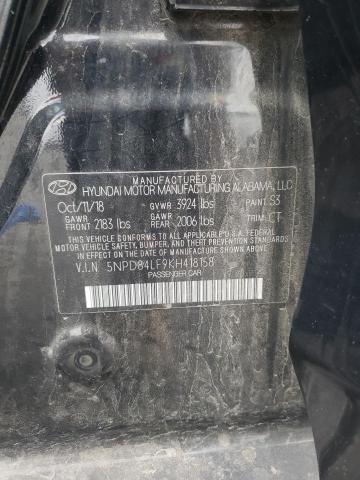 MANUFACTURED BY
HYUNDAI MOTOR MANUFACTURING ALABAMA, LLC
Oct/11/18 GVWR 3924 lbs PAINT S3
GAWR FRONT 2183 lbs GAWR REAR 2006 lbs TRIM CT
THIS VEHICLE CONFORMS TO ALL APPLICABLE FEDERAL
MOTOR VEHICLE SAFETY, BUMPER, AND THEFT PREVENTION
STANDARDS IN EFFECT ON THE DATE OF MANUFACTURE SHOWN ABOVE.
V.I.N 5NPD84LF9KH418158
PASSENGER CAR